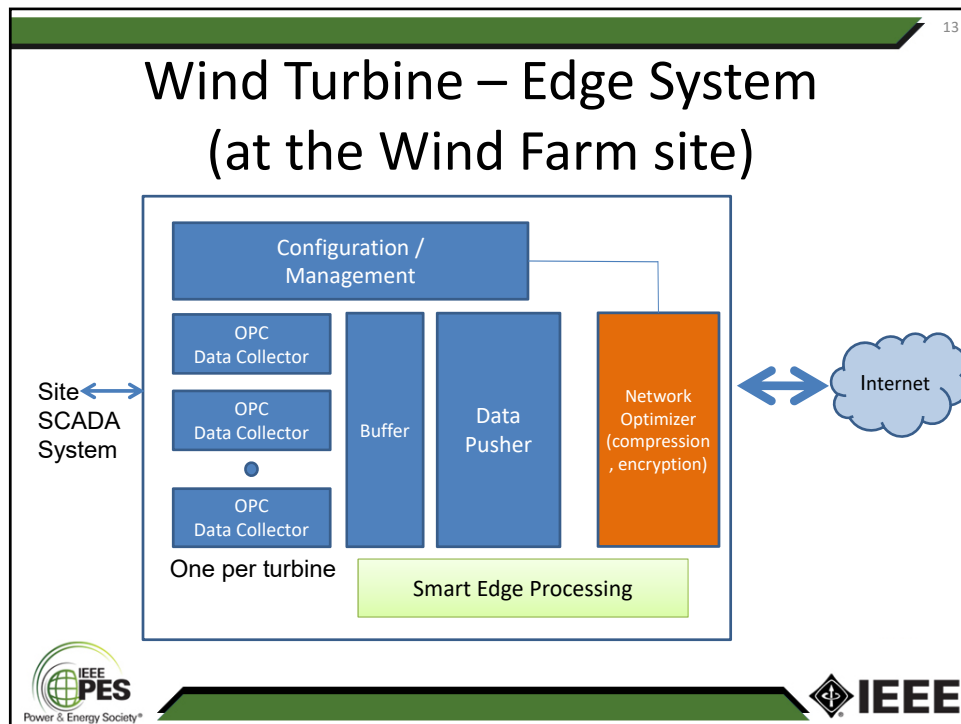 13
Wind Turbine – Edge System
(at the Wind Farm site)
Configuration /
Management
OPC
Data Collector
OPC
Data Collector
OPC
Data Collector
One per turbine
Site
SCADA
System
Buffer
Data
Pusher
Network
Optimizer
(compression
, encryption)
Internet
Smart Edge Processing
IEEE
PES
Power & Energy Society®
IEEE